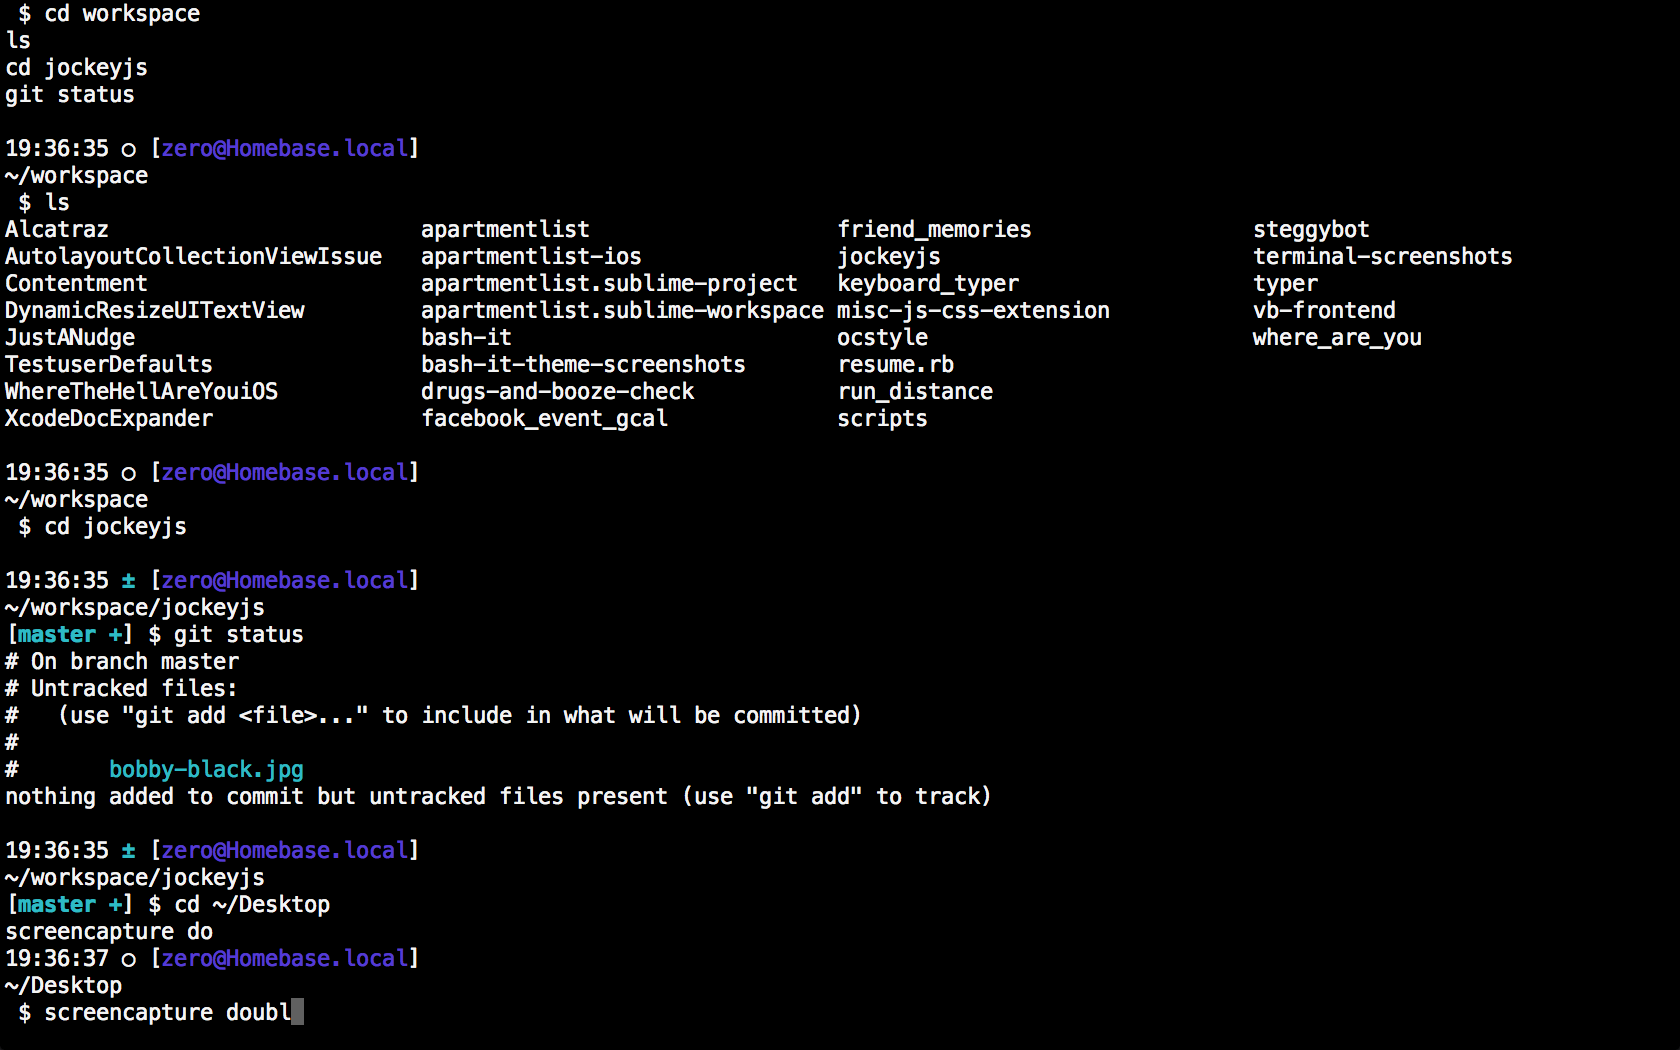 $ cd workspace
ls
cd jockeyjs
git status

19:36:35 ○ [zero@Homebase.local]
~/workspace
 $ ls
Alcatraz                        apartmentlist                   friend_memories                 steggybot
AutolayoutCollectionViewIssue   apartmentlist-ios               jockeyjs                        terminal-screenshots
Contentment                     apartmentlist.sublime-project   keyboard_typer                  typer
DynamicResizeUITextView         apartmentlist.sublime-workspace misc-js-css-extension           vb-frontend
JustANudge                      bash-it                         ocstyle                         where_are_you
TestuserDefaults                bash-it-theme-screenshots       resume.rb
WhereTheHellAreYouiOS           drugs-and-booze-check           run_distance
XcodeDocExpander                facebook_event_gcal             scripts

19:36:35 ○ [zero@Homebase.local]
~/workspace
 $ cd jockeyjs

19:36:35 ± [zero@Homebase.local]
~/workspace/jockeyjs
[master +] $ git status
# On branch master
# Untracked files:
#   (use "git add <file>..." to include in what will be committed)
#
#       bobby-black.jpg
nothing added to commit but untracked files present (use "git add" to track)

19:36:35 ± [zero@Homebase.local]
~/workspace/jockeyjs
[master +] $ cd ~/Desktop
screencapture do
19:36:37 ○ [zero@Homebase.local]
~/Desktop
 $ screencapture doubl